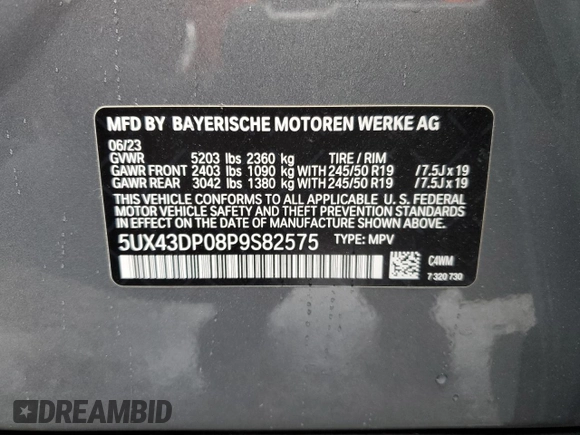 MFD BY BAYERISCHE MOTOREN WERKE AG
06/23
GVWR 5203 lbs 2360 kg TIRE / RIM
GAWR FRONT 2403 lbs 1090 kg WITH 245/50 R19 /7.5J x 19
GAWR REAR 3042 lbs 1380 kg WITH 245/50 R19 /7.5J x 19
THIS VEHICLE CONFORMS TO ALL APPLICABLE U. S. FEDERAL
MOTOR VEHICLE SAFETY, BUMPER, AND THEFT PREVENTION STANDARDS
IN EFFECT ON THE DATE OF MANUFACTURE SHOWN ABOVE.
5UX43DP08P9S82575 TYPE: MPV
C4WM
7 320 730
DREAMBID